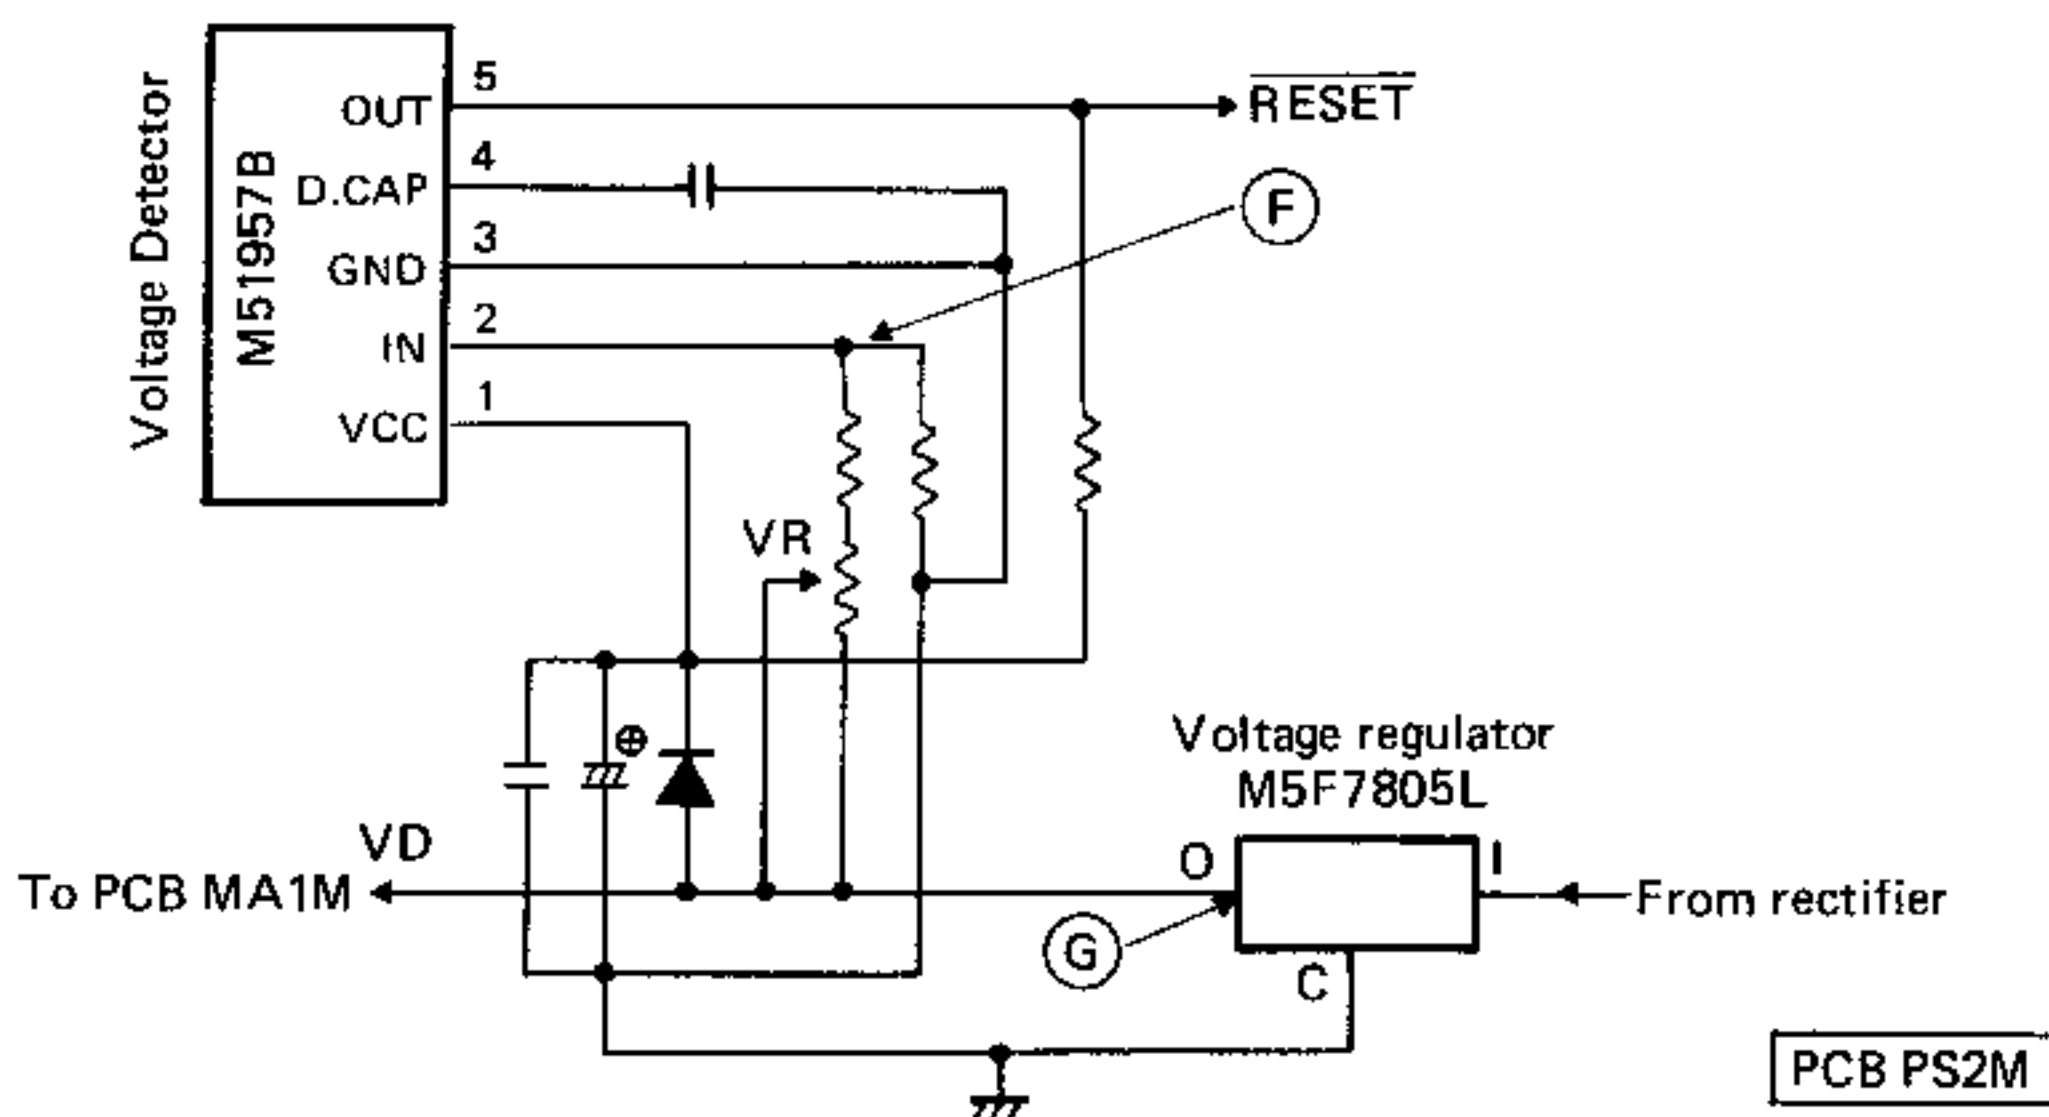 Voltage Detector
M51957B
OUT
5
RESET
D.CAP
4
F
GND
3
IN
2
VCC
1
VR
⊕
Voltage regulator
M5F7805L
VD
O
I
To PCB MA1M
From rectifier
G
C
PCB PS2M